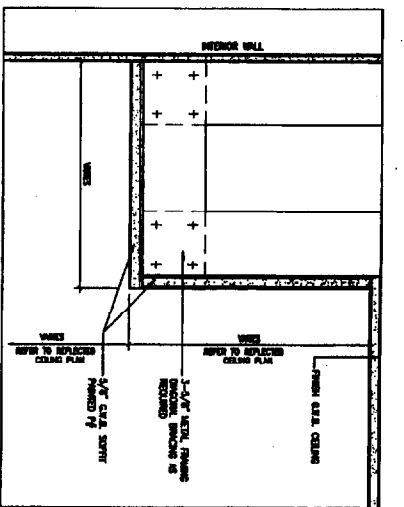 INTERIOR WALL
VARIES
VARIES
REFER TO REFLECTED
CEILING PLAN
VARIES
REFER TO REFLECTED
CEILING PLAN
FINISH G.W.B. CEILING
3-5/8" METAL FRAMING
DIAGONAL BRACING AS
REQUIRED
5/8" G.W.B. SOFFIT
PAINTED